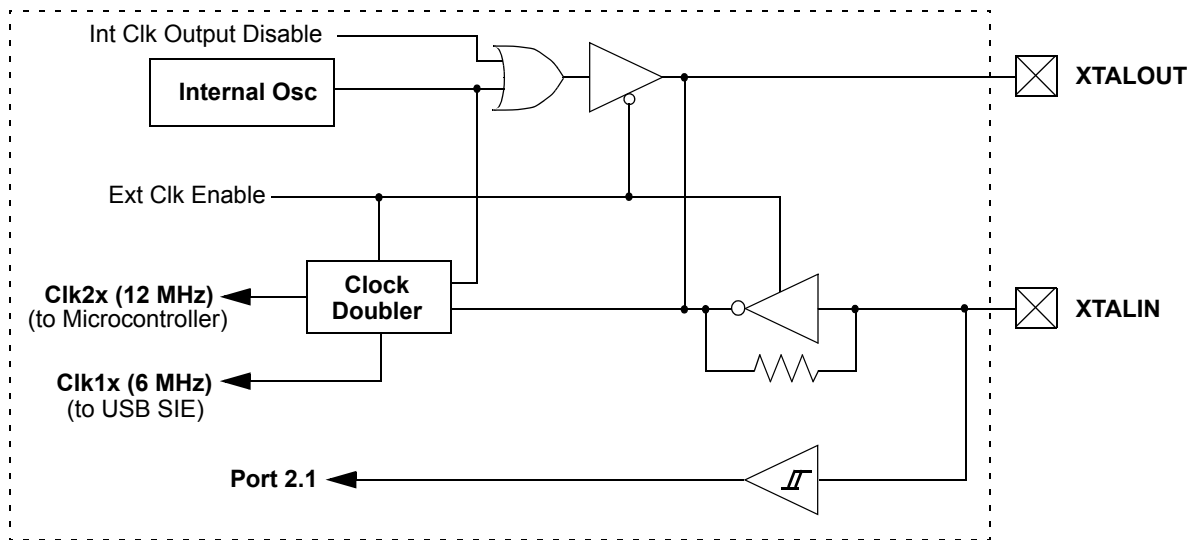 Int Clk Output Disable
Internal Osc
XTALOUT
Ext Clk Enable
Clk2x (12 MHz)
(to Microcontroller)
Clock
Doubler
XTALIN
Clk1x (6 MHz)
(to USB SIE)
Port 2.1